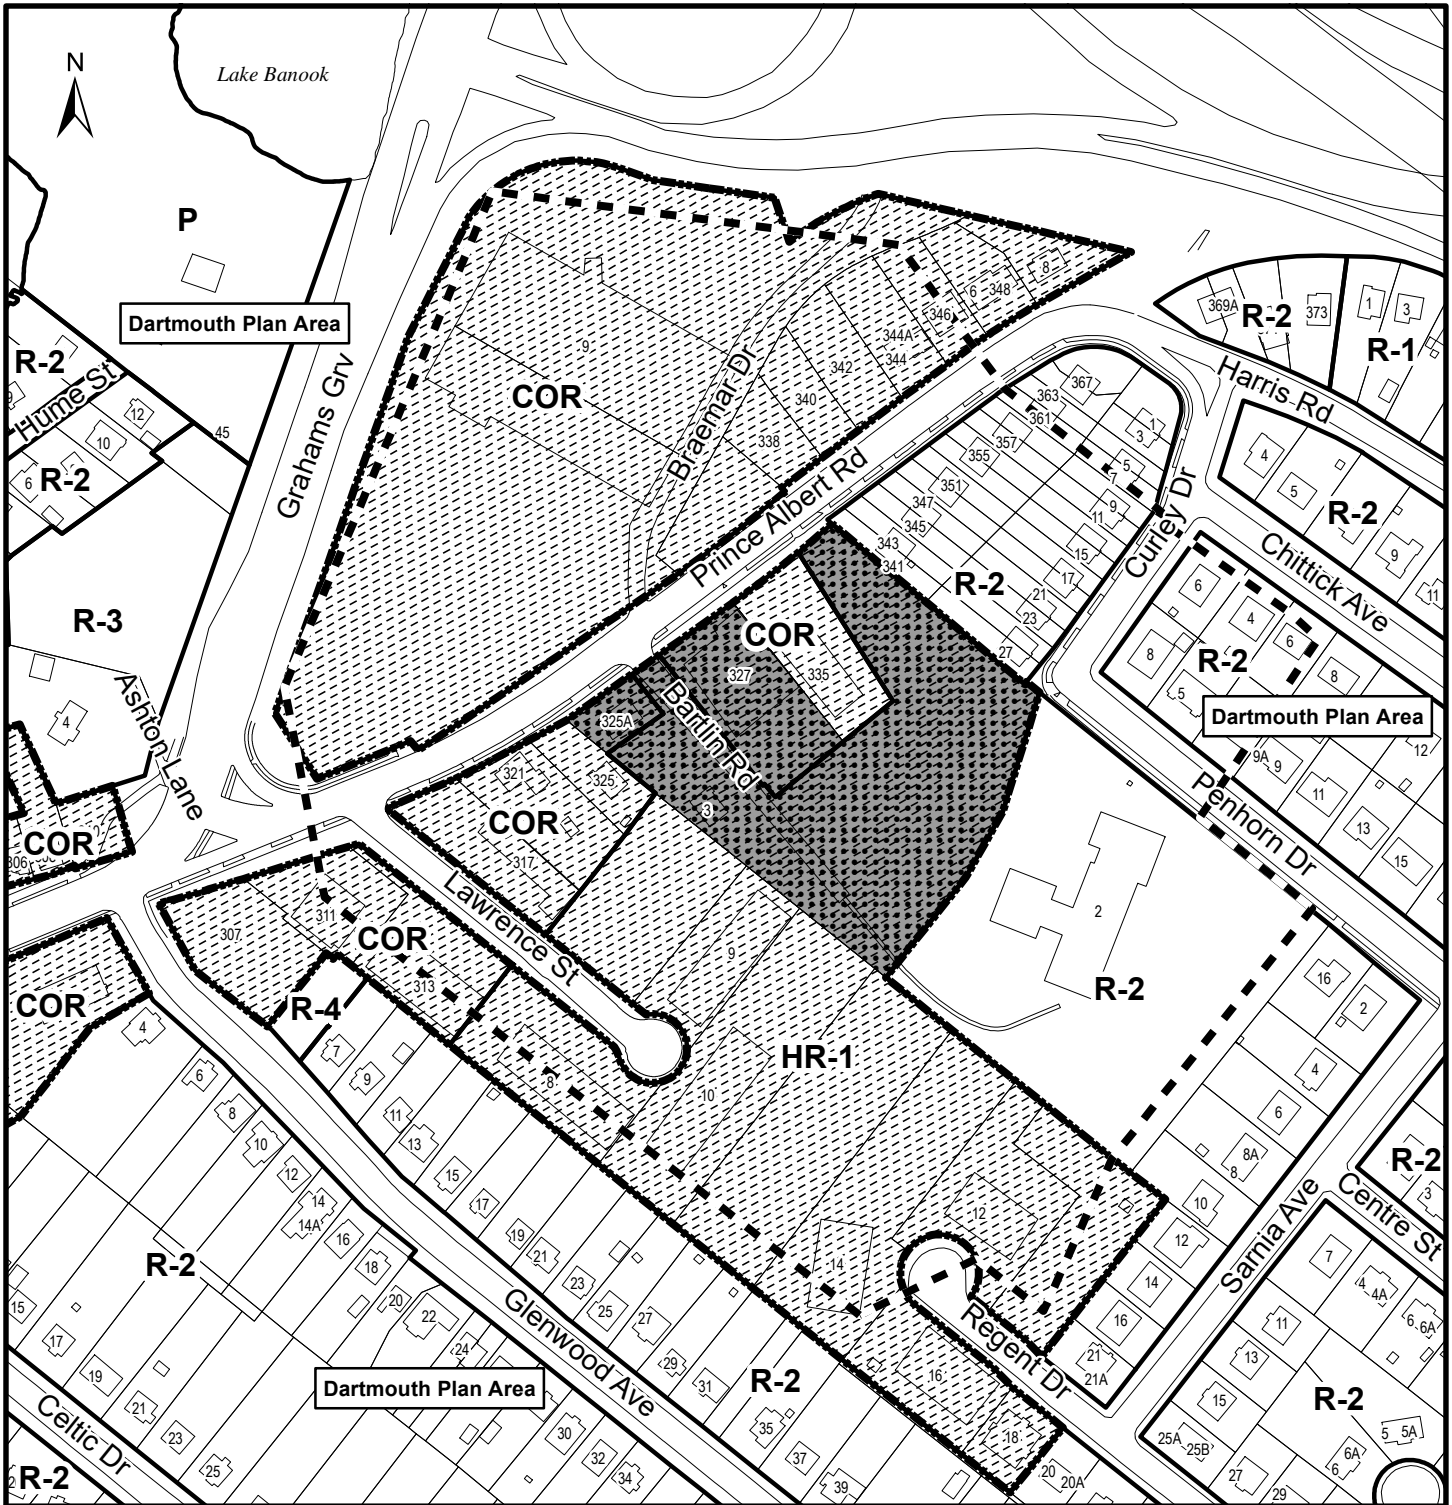 N
Lake Banook
P
Dartmouth Plan Area
R-2
Hume St
12
10
6
R-2
45
Grahams Grv
9
COR
Braemar Dr
338
340
342
344
344A
346
6
348
8
Prince Albert Rd
369A
R-2
373
1
3
R-1
Harris Rd
367
363
361
357
355
351
347
345
343
341
1
3
5
7
9
11
15
17
21
23
27
R-2
Curley Dr
4
5
R-2
9
11
Chittick Ave
6
4
6
8
8
5
R-2
Dartmouth Plan Area
12
9A
9
11
13
15
Penhorn Dr
R-3
4
Ashton Lane
COR
306
COR
327
335
325A
Bartlin Rd
3
321
325
COR
317
Lawrence St
307
311
COR
313
R-4
COR
4
9
8
10
HR-1
2
R-2
12
14
16
18
20
20A
Regent Dr
16
2
4
6
8A
8
10
12
14
16
21
21A
Sarnia Ave
R-2
3
Centre St
7
4
4A
6
6A
11
13
15
R-2
5
5A
25A
25B
27
29
6A
6
7
9
11
13
15
17
19
21
23
25
27
29
31
35
37
39
R-2
Glenwood Ave
6
8
10
12
14
14A
16
18
20
22
24
30
32
34
R-2
Dartmouth Plan Area
15
17
19
21
23
25
Celtic Dr
R-2